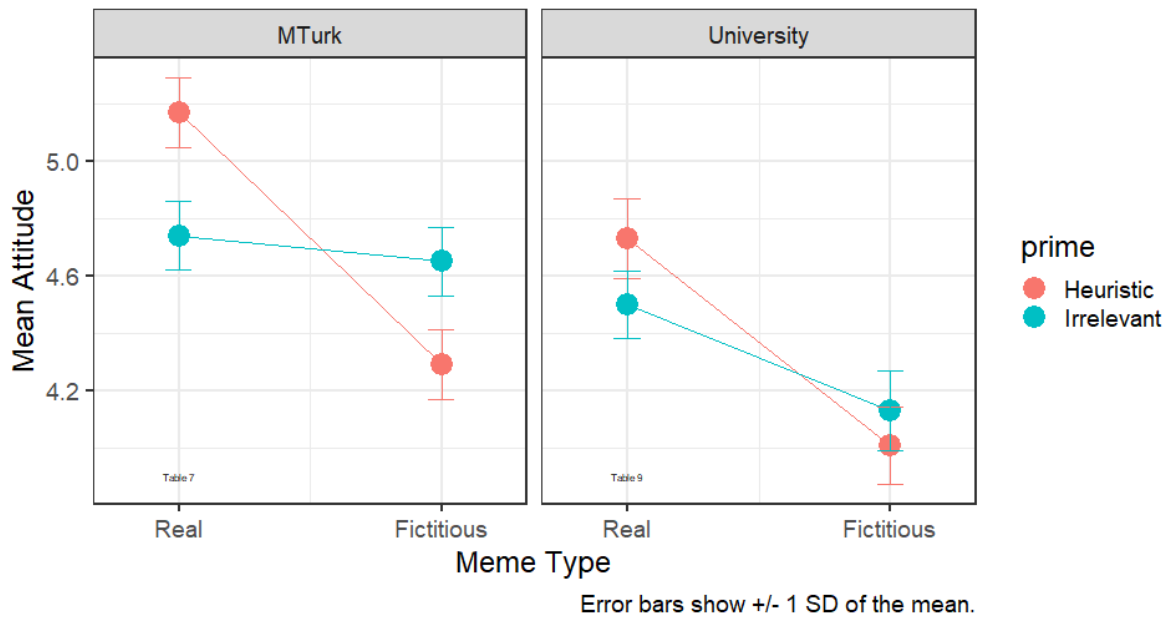 MTurk
University
Mean Attitude
5.0
4.6
4.2
Table 7
Table 9
Real
Fictitious
Real
Fictitious
Meme Type
prime
Heuristic
Irrelevant
Error bars show +/- 1 SD of the mean.